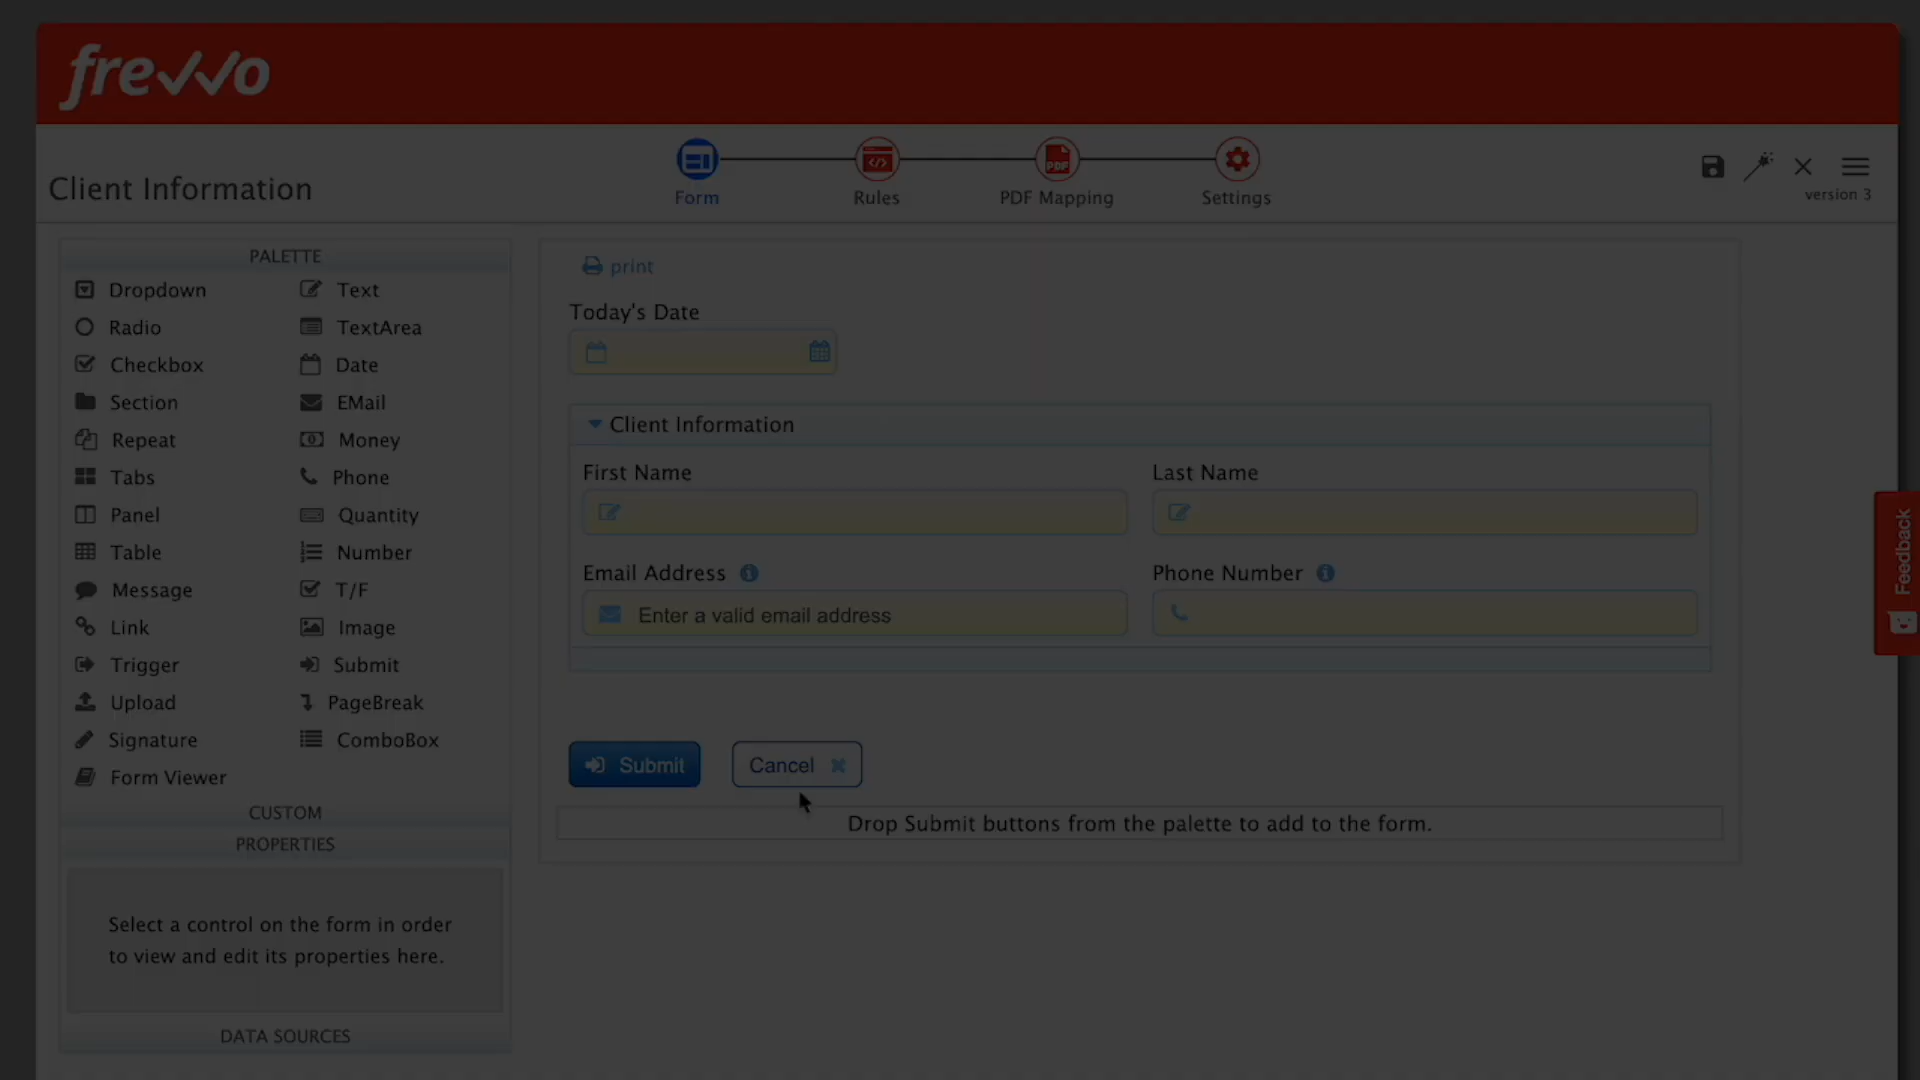 frevvo
Client Information
Form
Rules
PDF Mapping
Settings
version 3
PALETTE
Dropdown
Text
Radio
TextArea
Checkbox
Date
Section
EMail
Repeat
Money
Tabs
Phone
Panel
Quantity
Table
Number
Message
T/F
Link
Image
Trigger
Submit
Upload
PageBreak
Signature
ComboBox
Form Viewer
CUSTOM
PROPERTIES
Select a control on the form in order
to view and edit its properties here.
DATA SOURCES
print
Today's Date
Client Information
First Name
Last Name
Email Address
Phone Number
Enter a valid email address
Submit
Cancel
Drop Submit buttons from the palette to add to the form.
Feedback